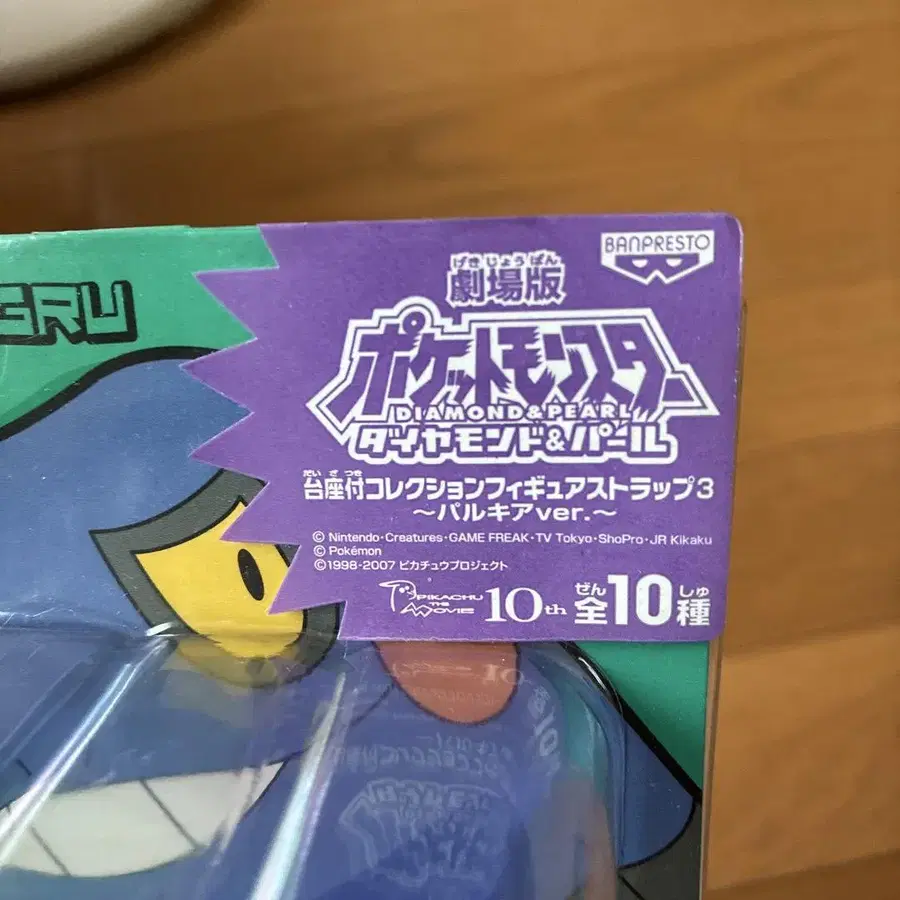 GRU
BANPRESTO
げきじょうばん
劇場版
ポケットモンスター
DIAMOND&PEARL
ダイヤモンド&パール
だいざつき
台座付コレクションフィギュアストラップ3
～パルキアver.～
© Nintendo・Creatures・GAME FREAK・TV Tokyo・ShoPro・JR Kikaku
© Pokémon
©1998-2007 ピカチュウプロジェクト
PIKACHU THE MOVIE 10th
ぜん しゅ
全10種